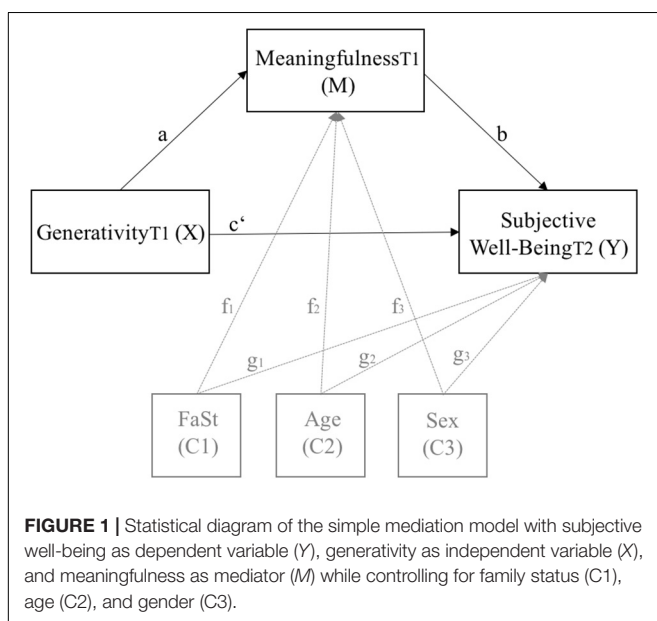 MeaningfulnessT1
(M)
a
b
GenerativityT1 (X)
c‘
Subjective
Well-BeingT2 (Y)
f1
f2
f3
g1
g2
g3
FaSt
(C1)
Age
(C2)
Sex
(C3)
FIGURE 1 | Statistical diagram of the simple mediation model with subjective
well-being as dependent variable (Y), generativity as independent variable (X),
and meaningfulness as mediator (M) while controlling for family status (C1),
age (C2), and gender (C3).